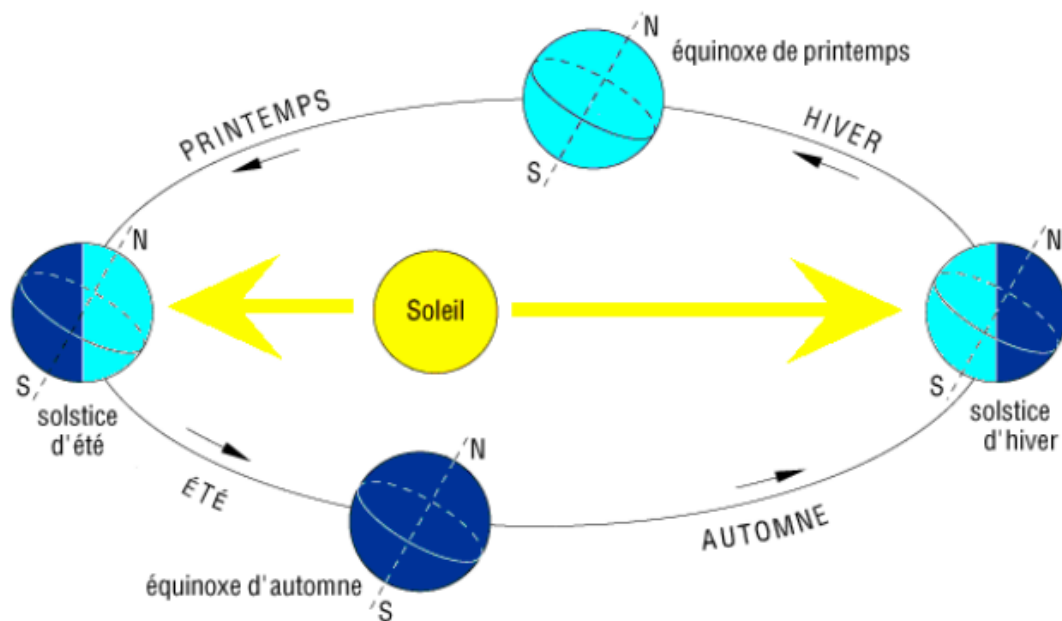 N
équinoxe de printemps
S
PRINTEMPS
HIVER
N
S
solstice
d'été
Soleil
N
S
solstice
d'hiver
ÉTÉ
N
équinoxe d'automne
S
AUTOMNE